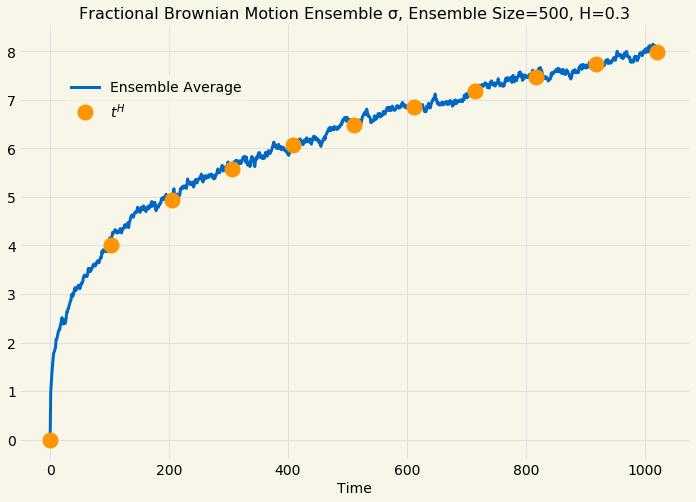 Fractional Brownian Motion Ensemble σ, Ensemble Size=500, H=0.3
8
7
6
5
4
3
2
1
0
Ensemble Average
t^H
0 200 400 600 800 1000
Time